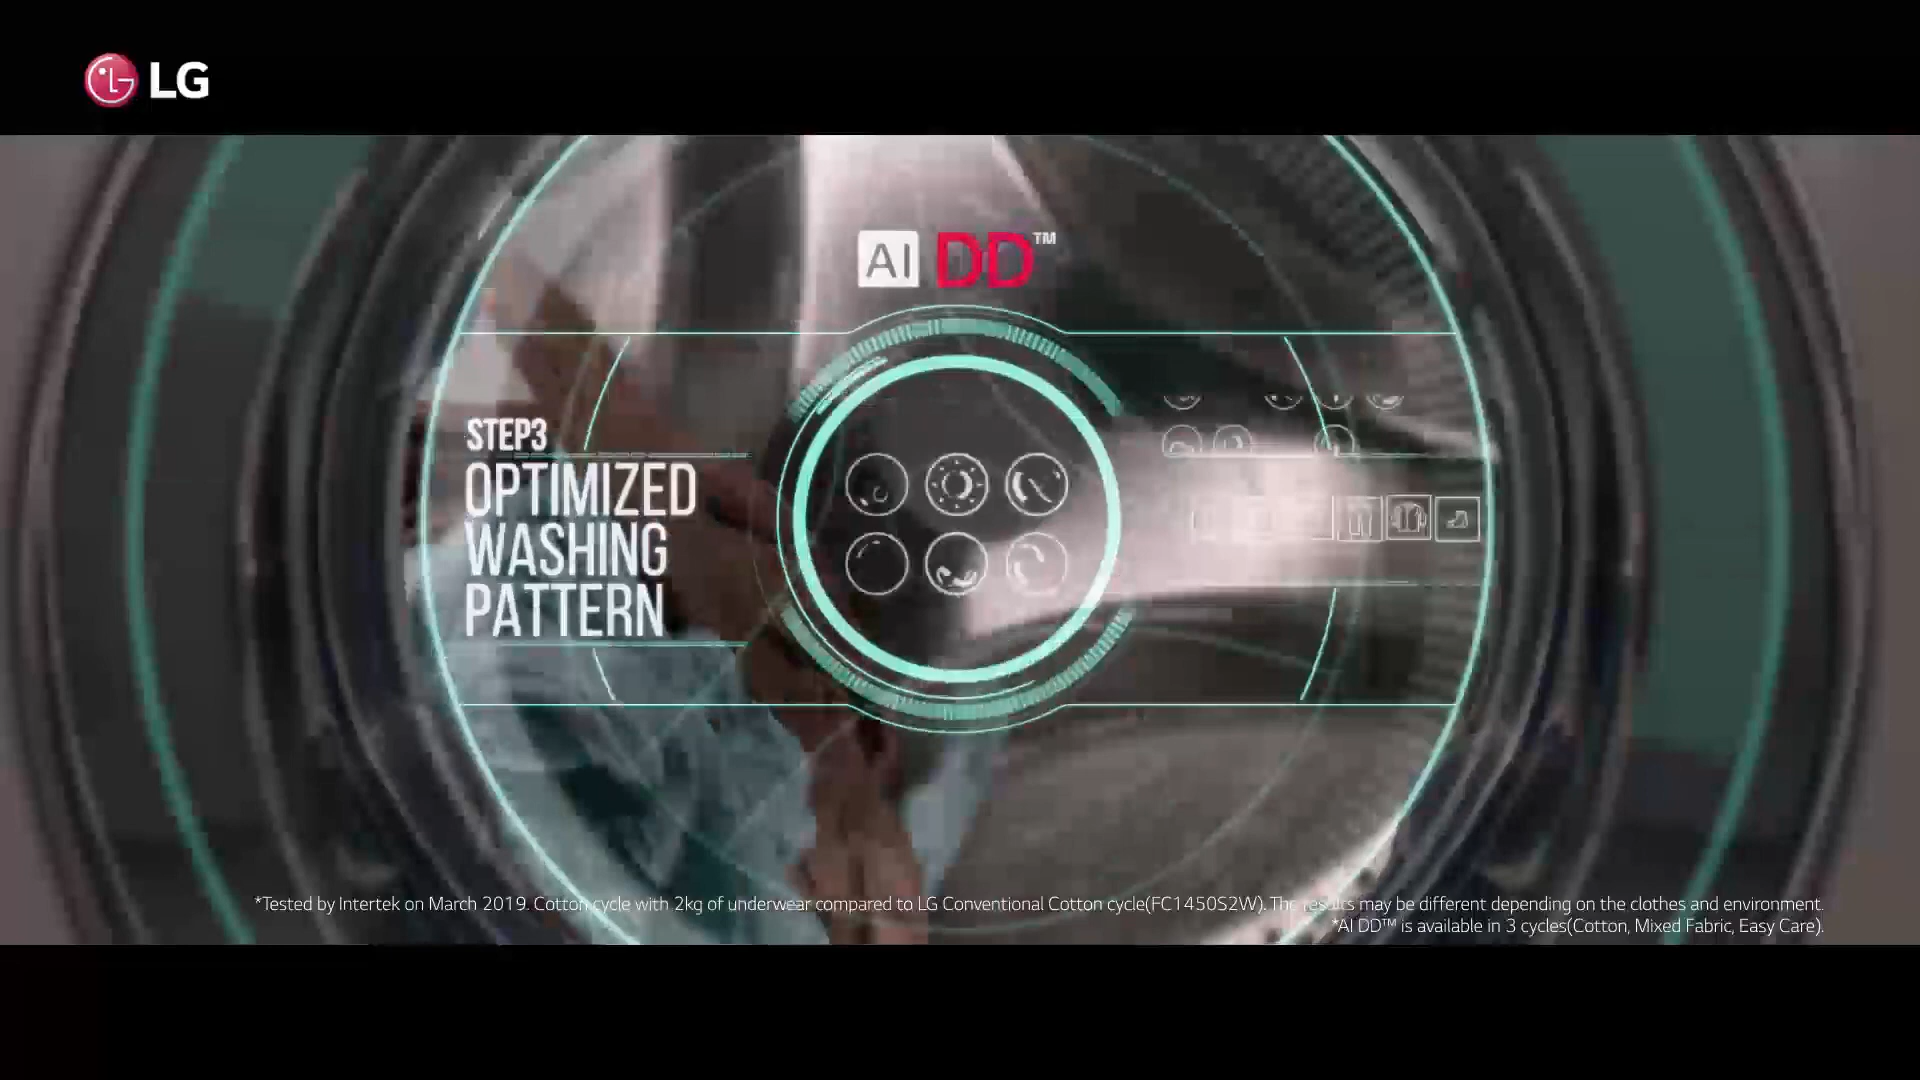 LG
AI DD™
STEP3
OPTIMIZED
WASHING
PATTERN
*Tested by Intertek on March 2019. Cotton cycle with 2kg of underwear compared to LG Conventional Cotton cycle(FC1450S2W). The results may be different depending on the clothes and environment.
*AI DD™ is available in 3 cycles(Cotton, Mixed Fabric, Easy Care).